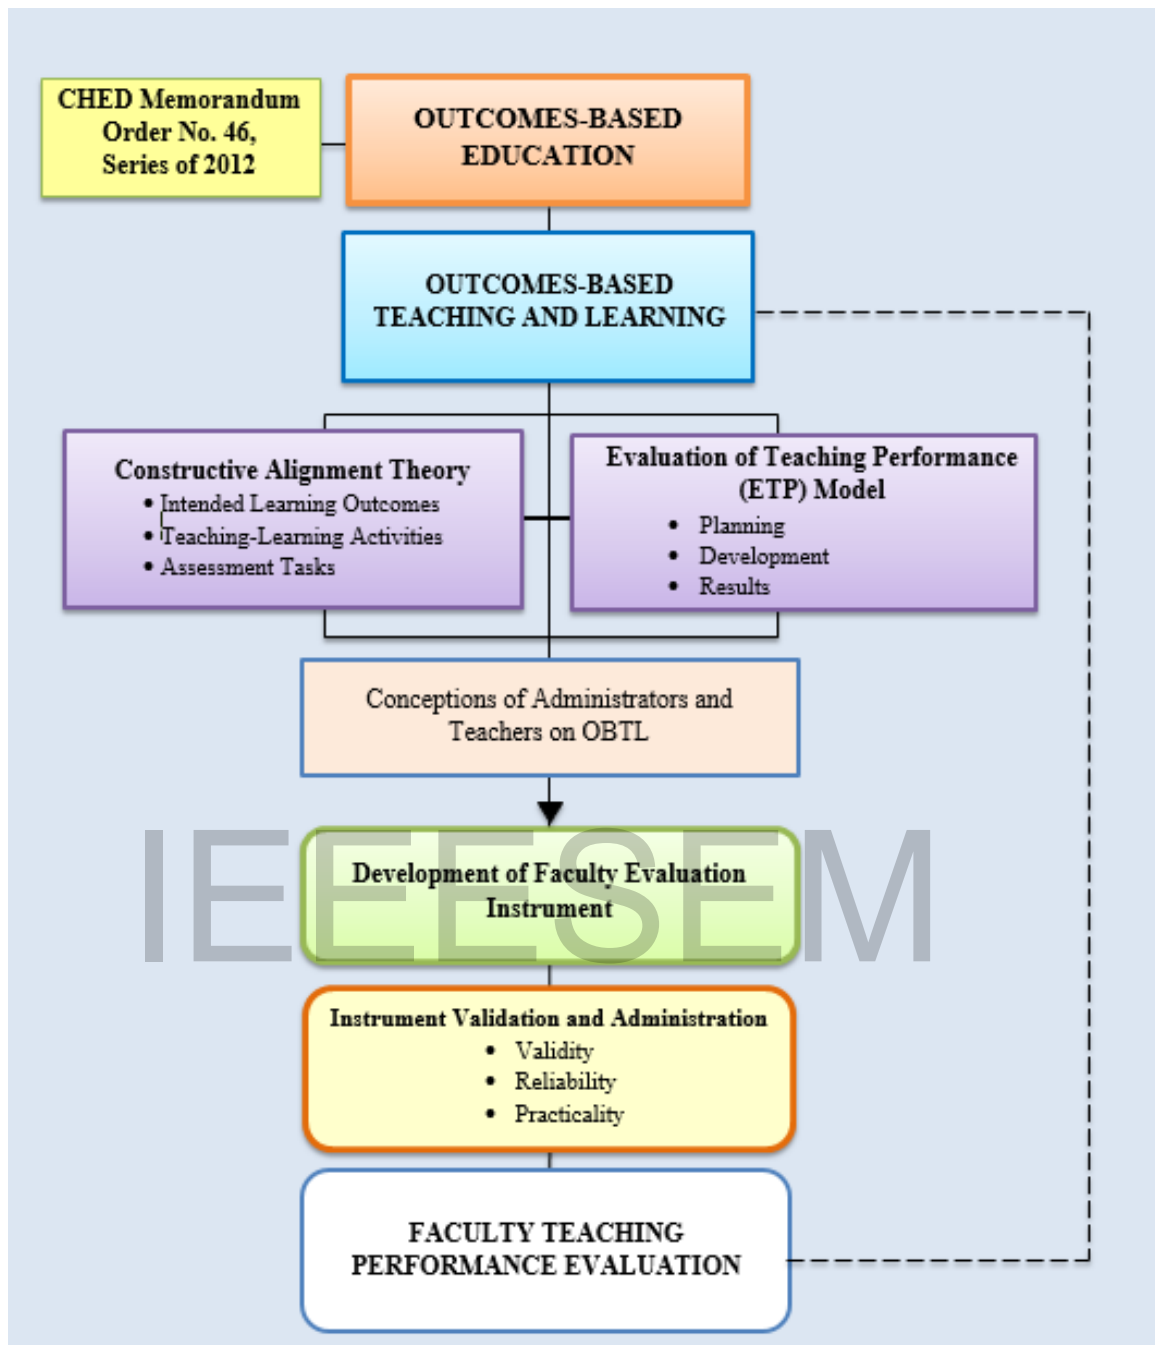 CHED Memorandum
Order No. 46,
Series of 2012
OUTCOMES-BASED
EDUCATION
OUTCOMES-BASED
TEACHING AND LEARNING
Constructive Alignment Theory
• Intended Learning Outcomes
• Teaching-Learning Activities
• Assessment Tasks
Evaluation of Teaching Performance
(ETP) Model
• Planning
• Development
• Results
Conceptions of Administrators and
Teachers on OBTL
IEEESEM
Development of Faculty Evaluation
Instrument
Instrument Validation and Administration
• Validity
• Reliability
• Practicality
FACULTY TEACHING
PERFORMANCE EVALUATION